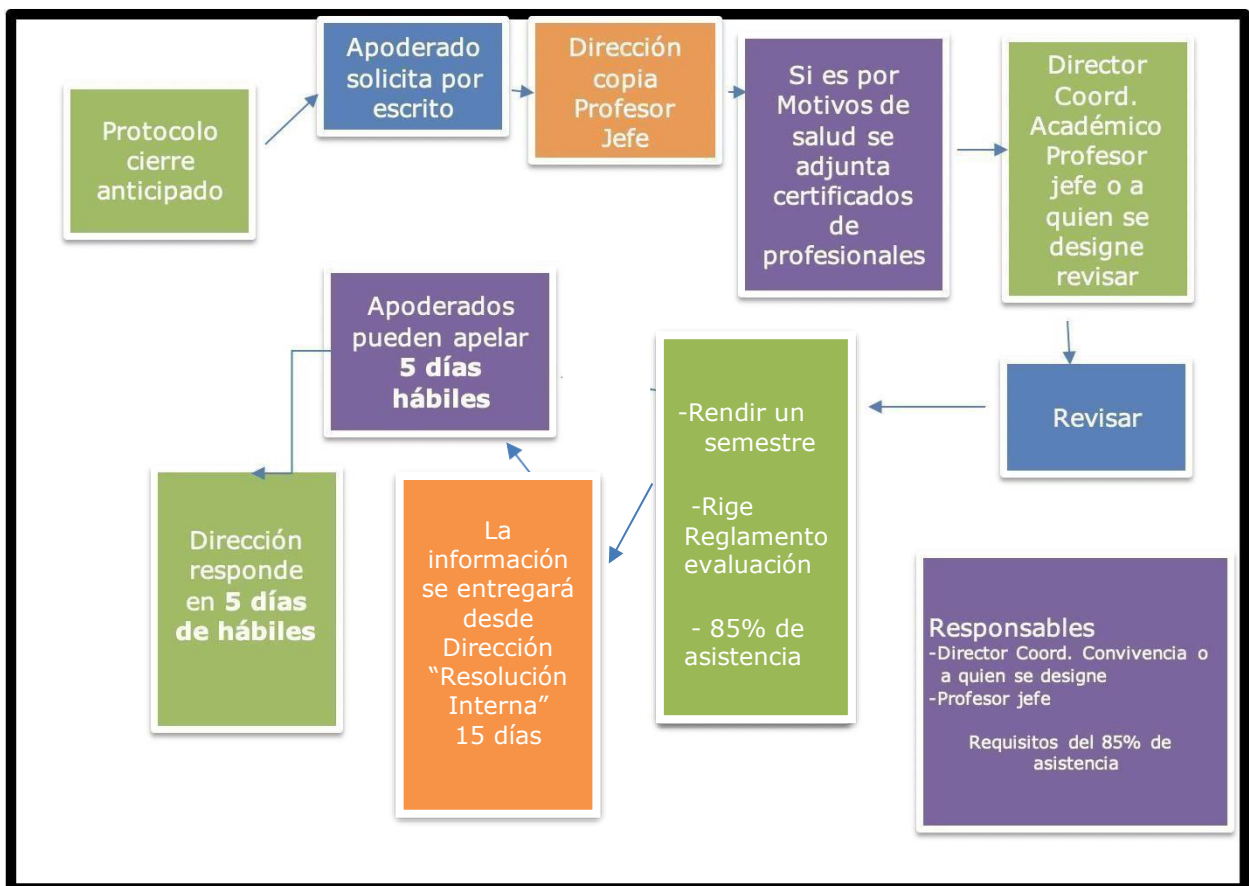 Protocolo
cierre
anticipado
Apoderado
solicita por
escrito
Dirección
copia
Profesor
Jefe
Si es por
Motivos de
salud se
adjunta
certificados
de
profesionales
Director
Coord.
Académico
Profesor
jefe o a
quien se
designe
revisar
Revisar
-Rendir un
semestre
-Rige
Reglamento
evaluación
- 85% de
asistencia
La
información
se entregará
desde
Dirección
“Resolución
Interna”
15 días
Apoderados
pueden apelar
5 días
hábiles
Dirección
responde
en 5 días
de hábiles
Responsables
-Director Coord. Convivencia o
a quien se designe
-Profesor jefe
Requisitos del 85% de
asistencia